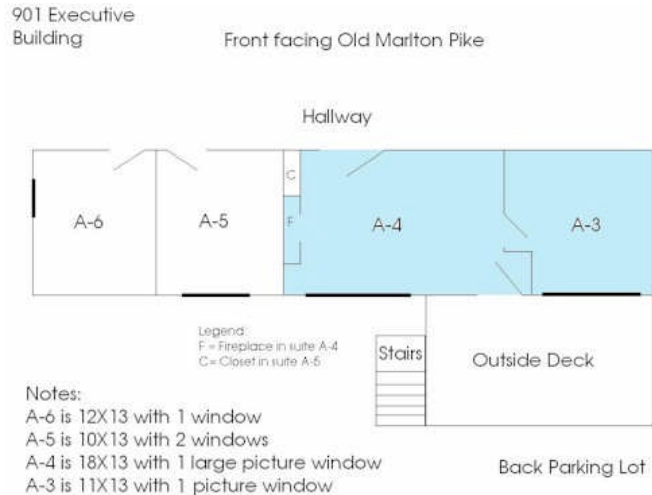 901 Executive
Building
Front facing Old Marlton Pike
Hallway
C
A-6
A-5
F
A-4
A-3
Legend:
F = Fireplace in suite A-4
C= Closet in suite A-5
Stairs
Outside Deck
Notes:
A-6 is 12X13 with 1 window
A-5 is 10X13 with 2 windows
A-4 is 18X13 with 1 large picture window
A-3 is 11X13 with 1 picture window
Back Parking Lot